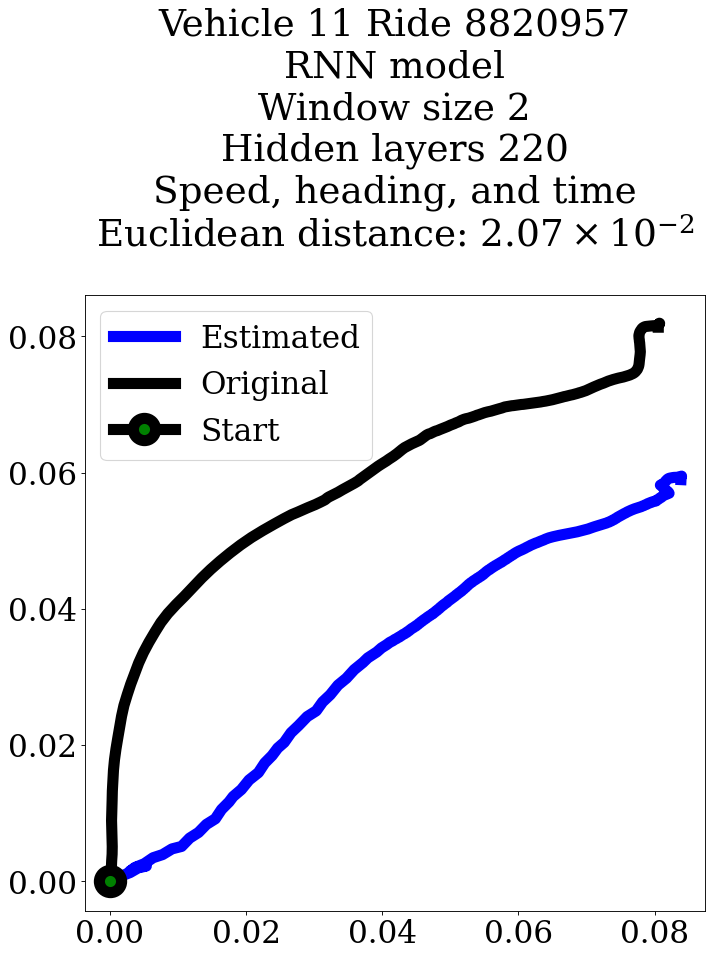 Vehicle 11 Ride 8820957
RNN model
Window size 2
Hidden layers 220
Speed, heading, and time
Euclidean distance: 2.07 × 10⁻²
Estimated
Original
Start
0.08
0.06
0.04
0.02
0.00
0.00 0.02 0.04 0.06 0.08